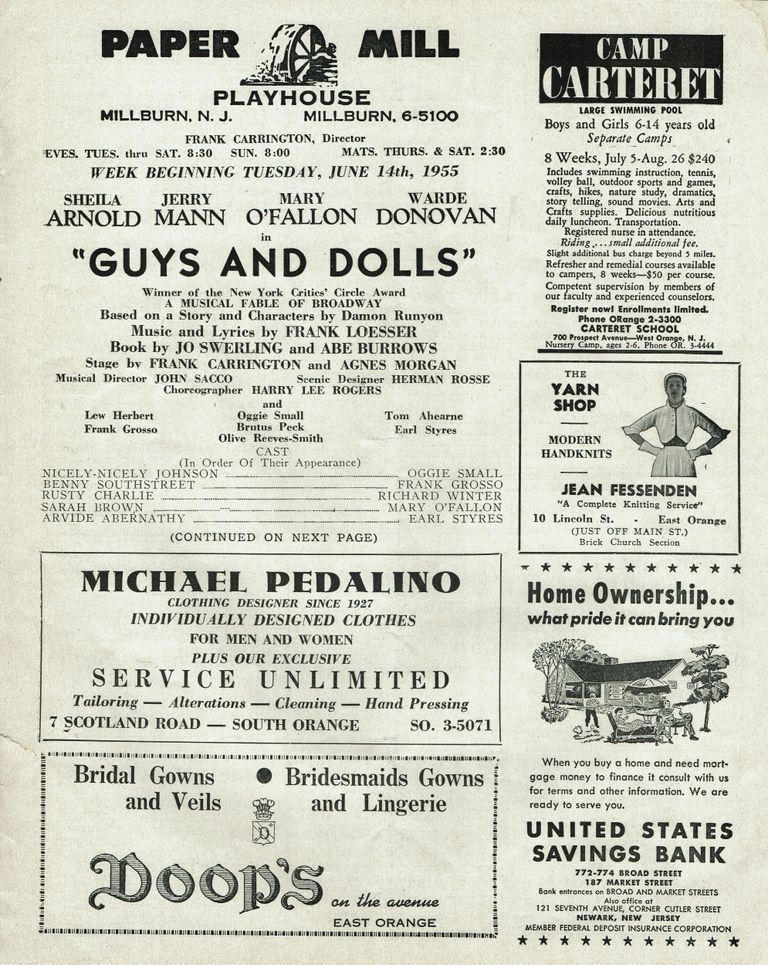 PAPER MILL
PLAYHOUSE
MILLBURN, N. J. MILLBURN, 6-5100
FRANK CARRINGTON, Director
EVES. TUES. thru SAT. 8:30 SUN. 8:00 MATS. THURS. & SAT. 2:30
WEEK BEGINNING TUESDAY, JUNE 14th, 1955
SHEILA JERRY MARY WARDE
ARNOLD MANN O'FALLON DONOVAN
in
"GUYS AND DOLLS"
Winner of the New York Critics' Circle Award
A MUSICAL FABLE OF BROADWAY
Based on a Story and Characters by Damon Runyon
Music and Lyrics by FRANK LOESSER
Book by JO SWERLING and ABE BURROWS
Stage by FRANK CARRINGTON and AGNES MORGAN
Musical Director JOHN SACCO Scenic Designer HERMAN ROSSE
Choreographer HARRY LEE ROGERS
and
Lew Herbert Oggie Small Tom Ahearne
Frank Grosso Brutus Peck Earl Styres
Olive Reeves-Smith
CAST
(In Order Of Their Appearance)
NICELY-NICELY JOHNSON OGGIE SMALL
BENNY SOUTHSTREET FRANK GROSSO
RUSTY CHARLIE RICHARD WINTER
SARAH BROWN MARY O'FALLON
ARVIDE ABERNATHY EARL STYRES
(CONTINUED ON NEXT PAGE)
MICHAEL PEDALINO
CLOTHING DESIGNER SINCE 1927
INDIVIDUALLY DESIGNED CLOTHES
FOR MEN AND WOMEN
PLUS OUR EXCLUSIVE
SERVICE UNLIMITED
Tailoring — Alterations — Cleaning — Hand Pressing
7 SCOTLAND ROAD — SOUTH ORANGE SO. 3-5071
Bridal Gowns ● Bridesmaids Gowns
and Veils and Lingerie
D
Doop's
on the avenue
EAST ORANGE
CAMP
CARTERET
LARGE SWIMMING POOL
Boys and Girls 6-14 years old
Separate Camps
8 Weeks, July 5-Aug. 26 $240
Includes swimming instruction, tennis,
volley ball, outdoor sports and games,
crafts, hikes, nature study, dramatics,
story telling, sound movies. Arts and
Crafts supplies. Delicious nutritious
daily luncheon. Transportation.
Registered nurse in attendance.
Riding ... small additional fee.
Slight additional bus charge beyond 5 miles.
Refresher and remedial courses available
to campers, 8 weeks—$50 per course.
Competent supervision by members of
our faculty and experienced counselors.
Register now! Enrollments limited.
Phone ORange 2-3300
CARTERET SCHOOL
700 Prospect Avenue—West Orange, N. J.
Nursery Camp, ages 2-6, Phone OR. 3-4444
THE
YARN
SHOP
MODERN
HANDKNITS
JEAN FESSENDEN
"A Complete Knitting Service"
10 Lincoln St. - East Orange
(JUST OFF MAIN ST.)
Brick Church Section
Home Ownership...
what pride it can bring you
When you buy a home and need mort-
gage money to finance it consult with us
for terms and other information. We are
ready to serve you.
UNITED STATES
SAVINGS BANK
772-774 BROAD STREET
187 MARKET STREET
Bank entrances on BROAD AND MARKET STREETS
Also office at
121 SEVENTH AVENUE, CORNER CUTLER STREET
NEWARK, NEW JERSEY
MEMBER FEDERAL DEPOSIT INSURANCE CORPORATION